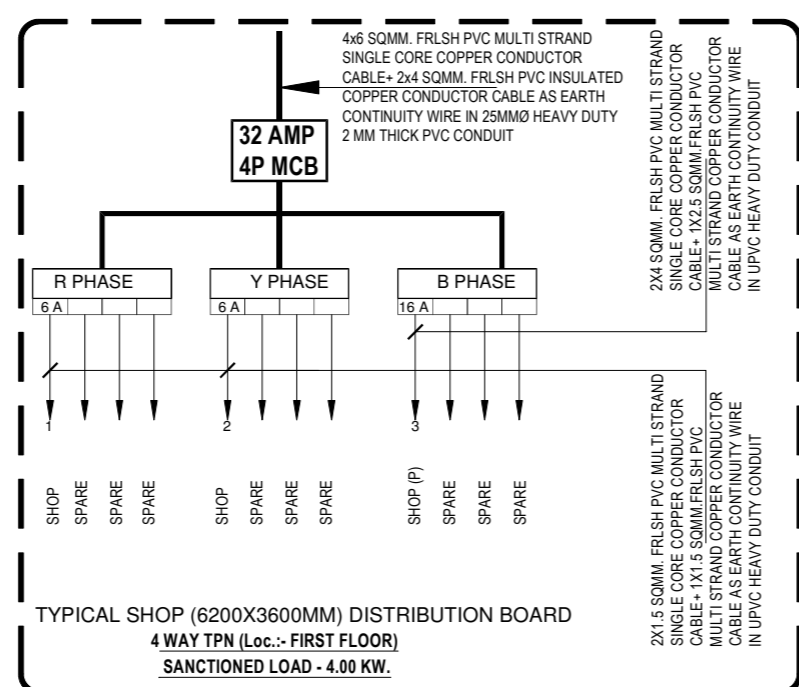 4x6 SQMM. FRLSH PVC MULTI STRAND
SINGLE CORE COPPER CONDUCTOR
CABLE+ 2x4 SQMM. FRLSH PVC INSULATED
COPPER CONDUCTOR CABLE AS EARTH
CONTINUITY WIRE IN 25MMØ HEAVY DUTY
2 MM THICK PVC CONDUIT
32 AMP
4P MCB
2X4 SQMM. FRLSH PVC MULTI STRAND
SINGLE CORE COPPER CONDUCTOR
CABLE+ 1X2.5 SQMM.FRLSH PVC
MULTI STRAND COPPER CONDUCTOR
CABLE AS EARTH CONTINUITY WIRE
IN UPVC HEAVY DUTY CONDUIT
R PHASE
Y PHASE
B PHASE
6 A
6 A
16 A
1
2
3
SHOP
SPARE
SPARE
SPARE
SHOP
SPARE
SPARE
SPARE
SHOP (P)
SPARE
SPARE
SPARE
2X1.5 SQMM. FRLSH PVC MULTI STRAND
SINGLE CORE COPPER CONDUCTOR
CABLE+ 1X1.5 SQMM.FRLSH PVC
MULTI STRAND COPPER CONDUCTOR
CABLE AS EARTH CONTINUITY WIRE
IN UPVC HEAVY DUTY CONDUIT
TYPICAL SHOP (6200X3600MM) DISTRIBUTION BOARD
4 WAY TPN (Loc.:- FIRST FLOOR)
SANCTIONED LOAD - 4.00 KW.